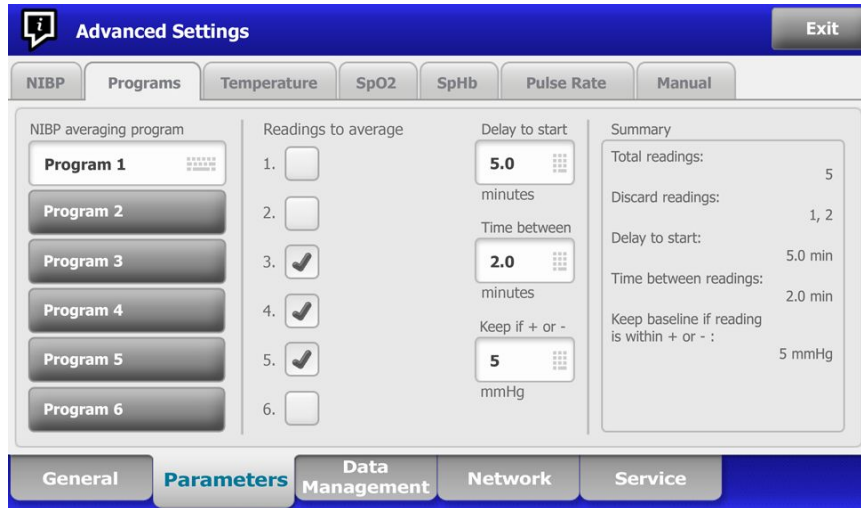 Advanced Settings
Exit
NIBP
Programs
Temperature
SpO2
SpHb
Pulse Rate
Manual
NIBP averaging program
Program 1
Program 2
Program 3
Program 4
Program 5
Program 6
Readings to average
1.
2.
3.
4.
5.
6.
Delay to start
5.0
minutes
Time between
2.0
minutes
Keep if + or -
5
mmHg
Summary
Total readings:
5
Discard readings:
1, 2
Delay to start:
5.0 min
Time between readings:
2.0 min
Keep baseline if reading
is within + or - :
5 mmHg
General
Parameters
Data
Management
Network
Service